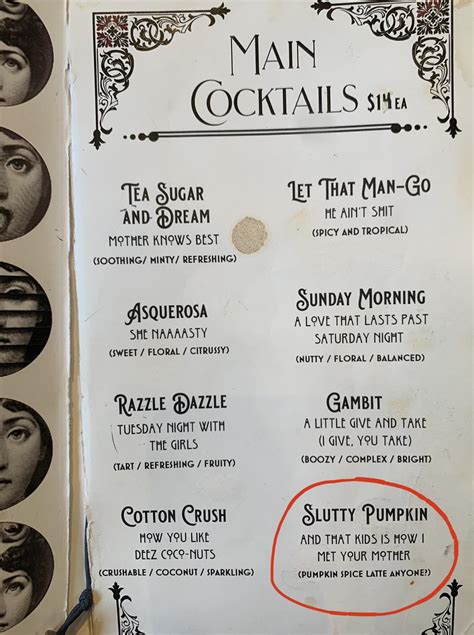 MAIN
COCKTAILS $14EA
TEA SUGAR
AND DREAM
MOTHER KNOWS BEST
(SOOTHING/ MINTY/ REFRESHING)
LET THAT MAN-GO
HE AIN'T SHIT
(SPICY AND TROPICAL)
ASQUEROSA
SHE NAAAASTY
(SWEET / FLORAL / CITRUSSY)
SUNDAY MORNING
A LOVE THAT LASTS PAST
SATURDAY NIGHT
(NUTTY / FLORAL / BALANCED)
RAZZLE DAZZLE
TUESDAY NIGHT WITH
THE GIRLS
(TART / REFRESHING / FRUITY)
GAMBIT
A LITTLE GIVE AND TAKE
(I GIVE, YOU TAKE)
(BOOZY / COMPLEX / BRIGHT)
COTTON CRUSH
HOW YOU LIKE
DEEZ COCO-NUTS
(CRUSHABLE / COCONUT / SPARKLING)
SLUTTY PUMPKIN
AND THAT KIDS IS HOW I
MET YOUR MOTHER
(PUMPKIN SPICE LATTE ANYONE?)